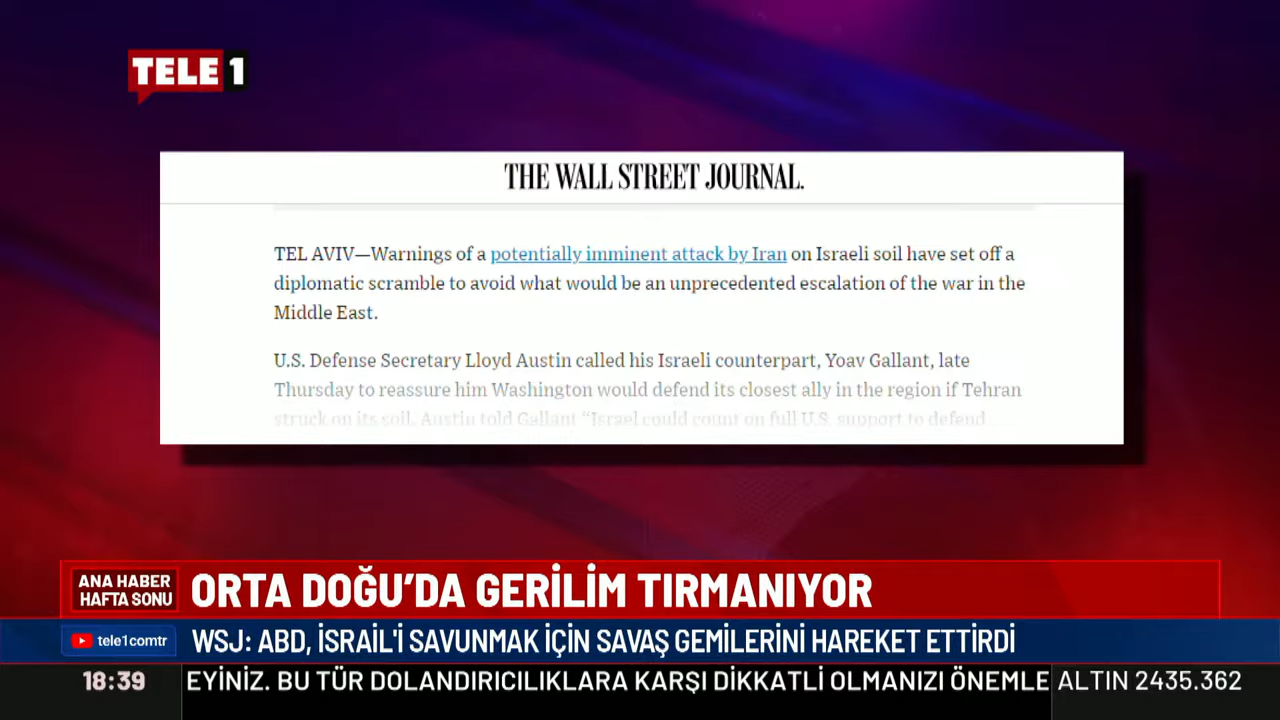 TELE 1
THE WALL STREET JOURNAL.
TEL AVIV—Warnings of a potentially imminent attack by Iran on Israeli soil have set off a
diplomatic scramble to avoid what would be an unprecedented escalation of the war in the
Middle East.
U.S. Defense Secretary Lloyd Austin called his Israeli counterpart, Yoav Gallant, late
Thursday to reassure him Washington would defend its closest ally in the region if Tehran
struck on its soil. Austin told Gallant “Israel could count on full U.S. support to defend
ANA HABER
HAFTA SONU
ORTA DOĞU’DA GERİLİM TIRMANIYOR
tele1comtr
WSJ: ABD, İSRAİL'İ SAVUNMAK İÇİN SAVAŞ GEMİLERİNİ HAREKET ETTİRDİ
18:39
EYİNİZ. BU TÜR DOLANDIRICILIKLARA KARŞI DİKKATLİ OLMANIZI ÖNEMLE
ALTIN 2435.362